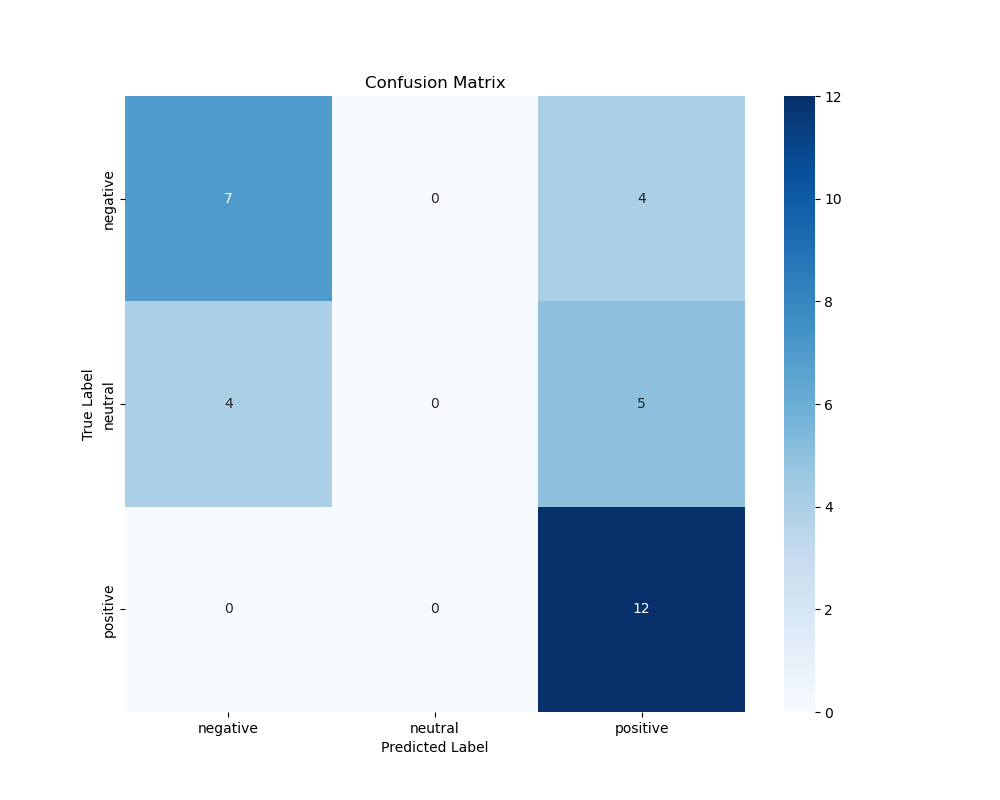 Confusion Matrix
True Label
negative
7
0
4
neutral
4
0
5
positive
0
0
12
negative
neutral
positive
Predicted Label
12
10
8
6
4
2
0